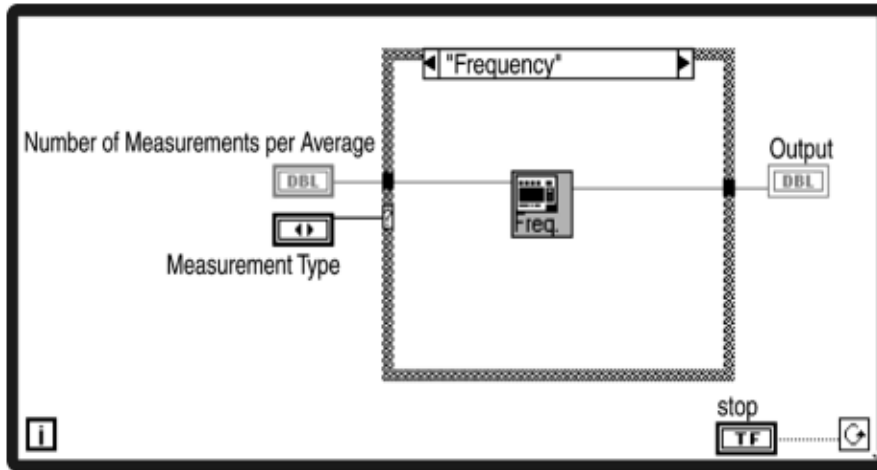 "Frequency"
Number of Measurements per Average
DBL
Output
DBL
Freq.
Measurement Type
stop
TF
i